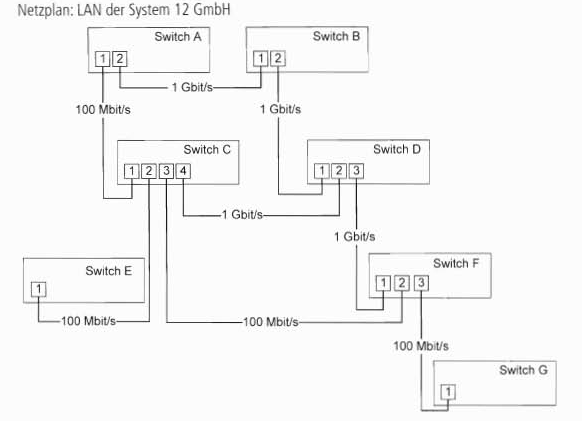 Netzplan: LAN der System 12 GmbH
Switch A
1 2
Switch B
1 2
1 Gbit/s
100 Mbit/s
1 Gbit/s
Switch C
1 2 3 4
Switch D
1 2 3
1 Gbit/s
1 Gbit/s
Switch E
1
Switch F
1 2 3
100 Mbit/s
100 Mbit/s
100 Mbit/s
Switch G
1